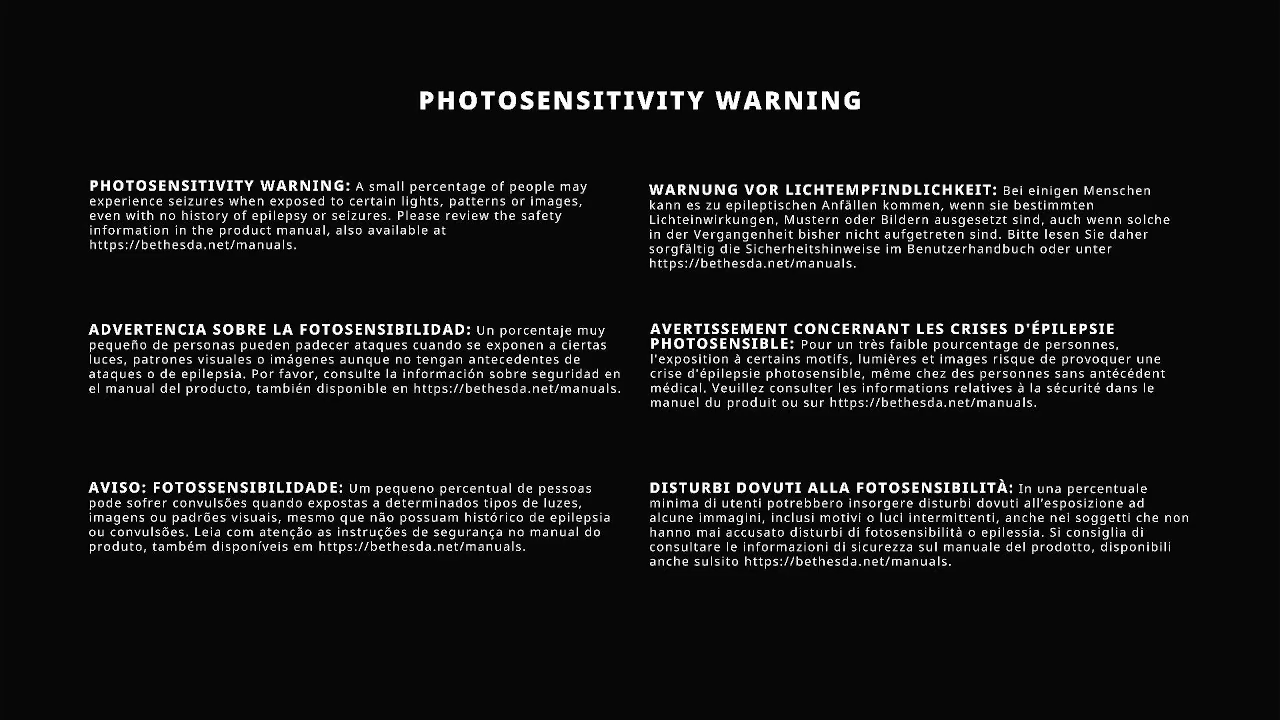 PHOTOSENSITIVITY WARNING
PHOTOSENSITIVITY WARNING: A small percentage of people may
experience seizures when exposed to certain lights, patterns or images,
even with no history of epilepsy or seizures. Please review the safety
information in the product manual, also available at
https://bethesda.net/manuals.
WARNUNG VOR LICHTEMPFINDLICHKEIT: Bei einigen Menschen
kann es zu epileptischen Anfällen kommen, wenn sie bestimmten
Lichteinwirkungen, Mustern oder Bildern ausgesetzt sind, auch wenn solche
in der Vergangenheit bisher nicht aufgetreten sind. Bitte lesen Sie daher
sorgfältig die Sicherheitshinweise im Benutzerhandbuch oder unter
https://bethesda.net/manuals.
ADVERTENCIA SOBRE LA FOTOSENSIBILIDAD: Un porcentaje muy
pequeño de personas pueden padecer ataques cuando se exponen a ciertas
luces, patrones visuales o imágenes aunque no tengan antecedentes de
ataques o de epilepsia. Por favor, consulte la información sobre seguridad en
el manual del producto, también disponible en https://bethesda.net/manuals.
AVERTISSEMENT CONCERNANT LES CRISES D'ÉPILEPSIE
PHOTOSENSIBLE: Pour un très faible pourcentage de personnes,
l'exposition à certains motifs, lumières et images risque de provoquer une
crise d'épilepsie photosensible, même chez des personnes sans antécédent
médical. Veuillez consulter les informations relatives à la sécurité dans le
manuel du produit ou sur https://bethesda.net/manuals.
AVISO: FOTOSSENSIBILIDADE: Um pequeno percentual de pessoas
pode sofrer convulsões quando expostas a determinados tipos de luzes,
imagens ou padrões visuais, mesmo que não possuam histórico de epilepsia
ou convulsões. Leia com atenção as instruções de segurança no manual do
produto, também disponíveis em https://bethesda.net/manuals.
DISTURBI DOVUTI ALLA FOTOSENSIBILITÀ: In una percentuale
minima di utenti potrebbero insorgere disturbi dovuti all’esposizione ad
alcune immagini, inclusi motivi o luci intermittenti, anche nei soggetti che non
hanno mai accusato disturbi di fotosensibilità o epilessia. Si consiglia di
consultare le informazioni di sicurezza sul manuale del prodotto, disponibili
anche sulsito https://bethesda.net/manuals.